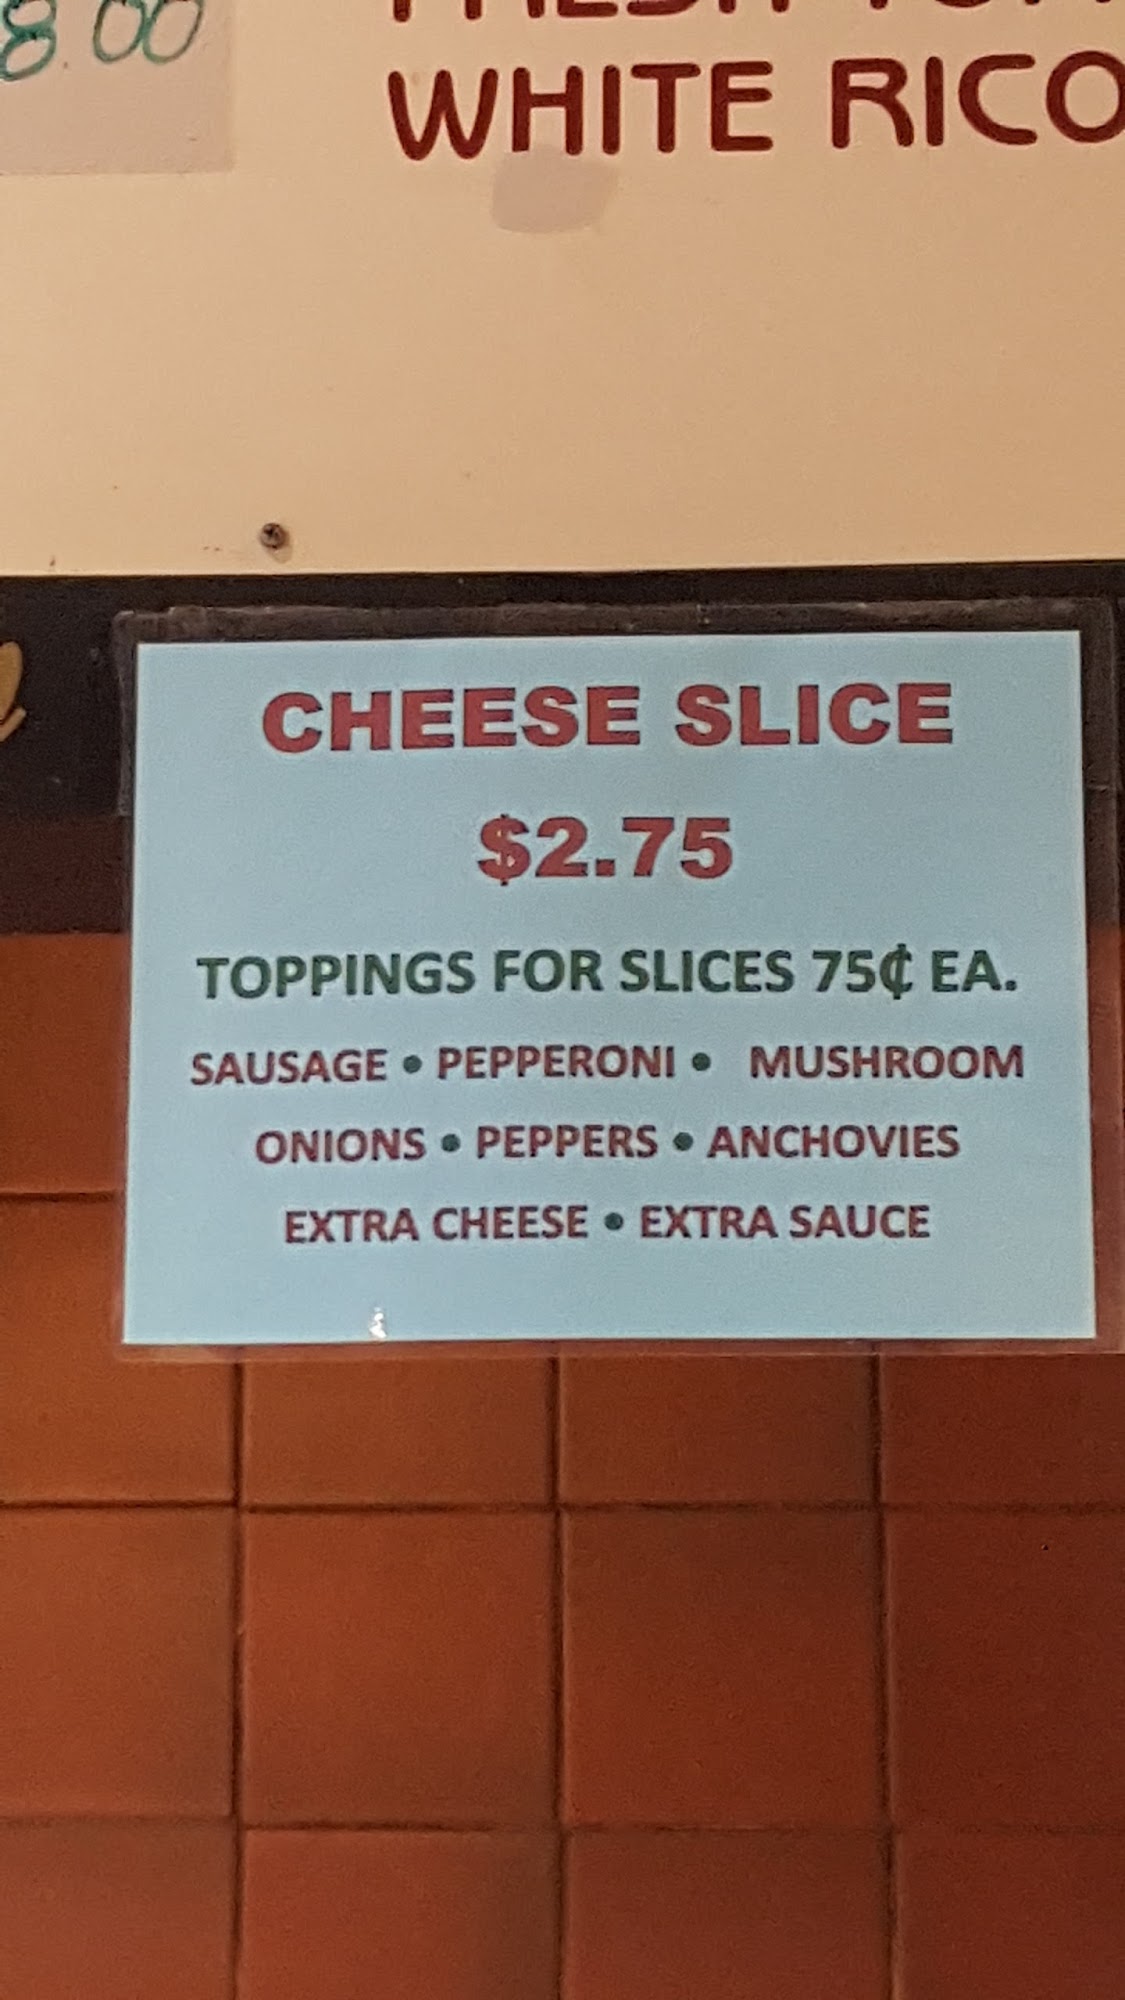 8.00
WHITE
CHEESE SLICE
$2.75
TOPPINGS FOR SLICES 75¢ EA.
SAUSAGE • PEPPERONI • MUSHROOM
ONIONS • PEPPERS • ANCHOVIES
EXTRA CHEESE • EXTRA SAUCE